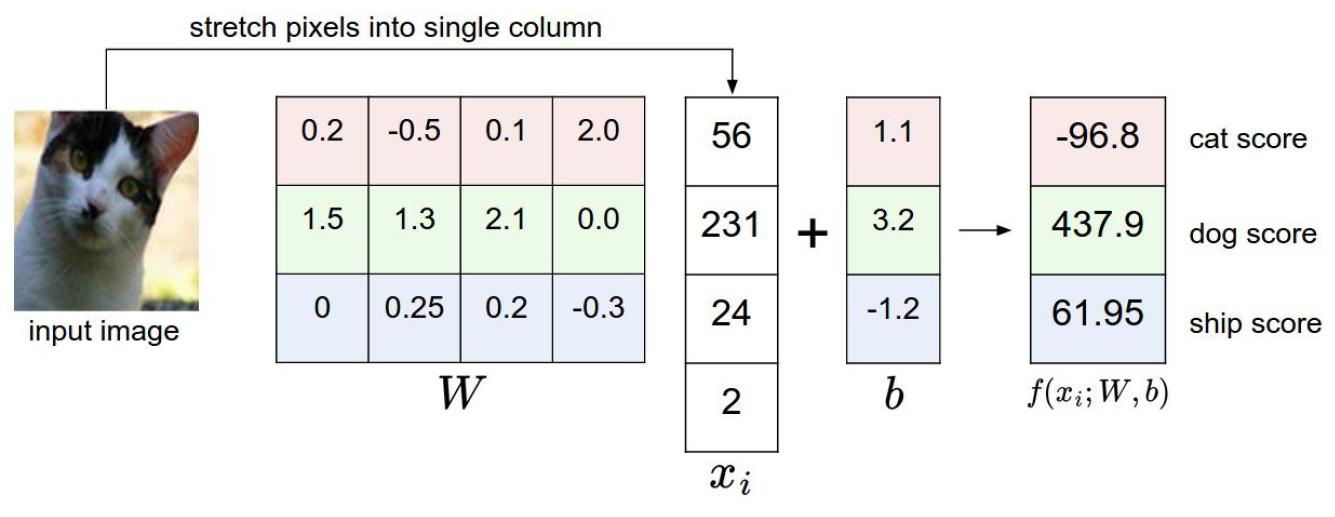 stretch pixels into single column
input image
0.2 -0.5 0.1 2.0
1.5 1.3 2.1 0.0
0 0.25 0.2 -0.3
W
56
231
24
2
x_i
+
1.1
3.2
-1.2
b
-96.8 cat score
437.9 dog score
61.95 ship score
f(x_i; W, b)